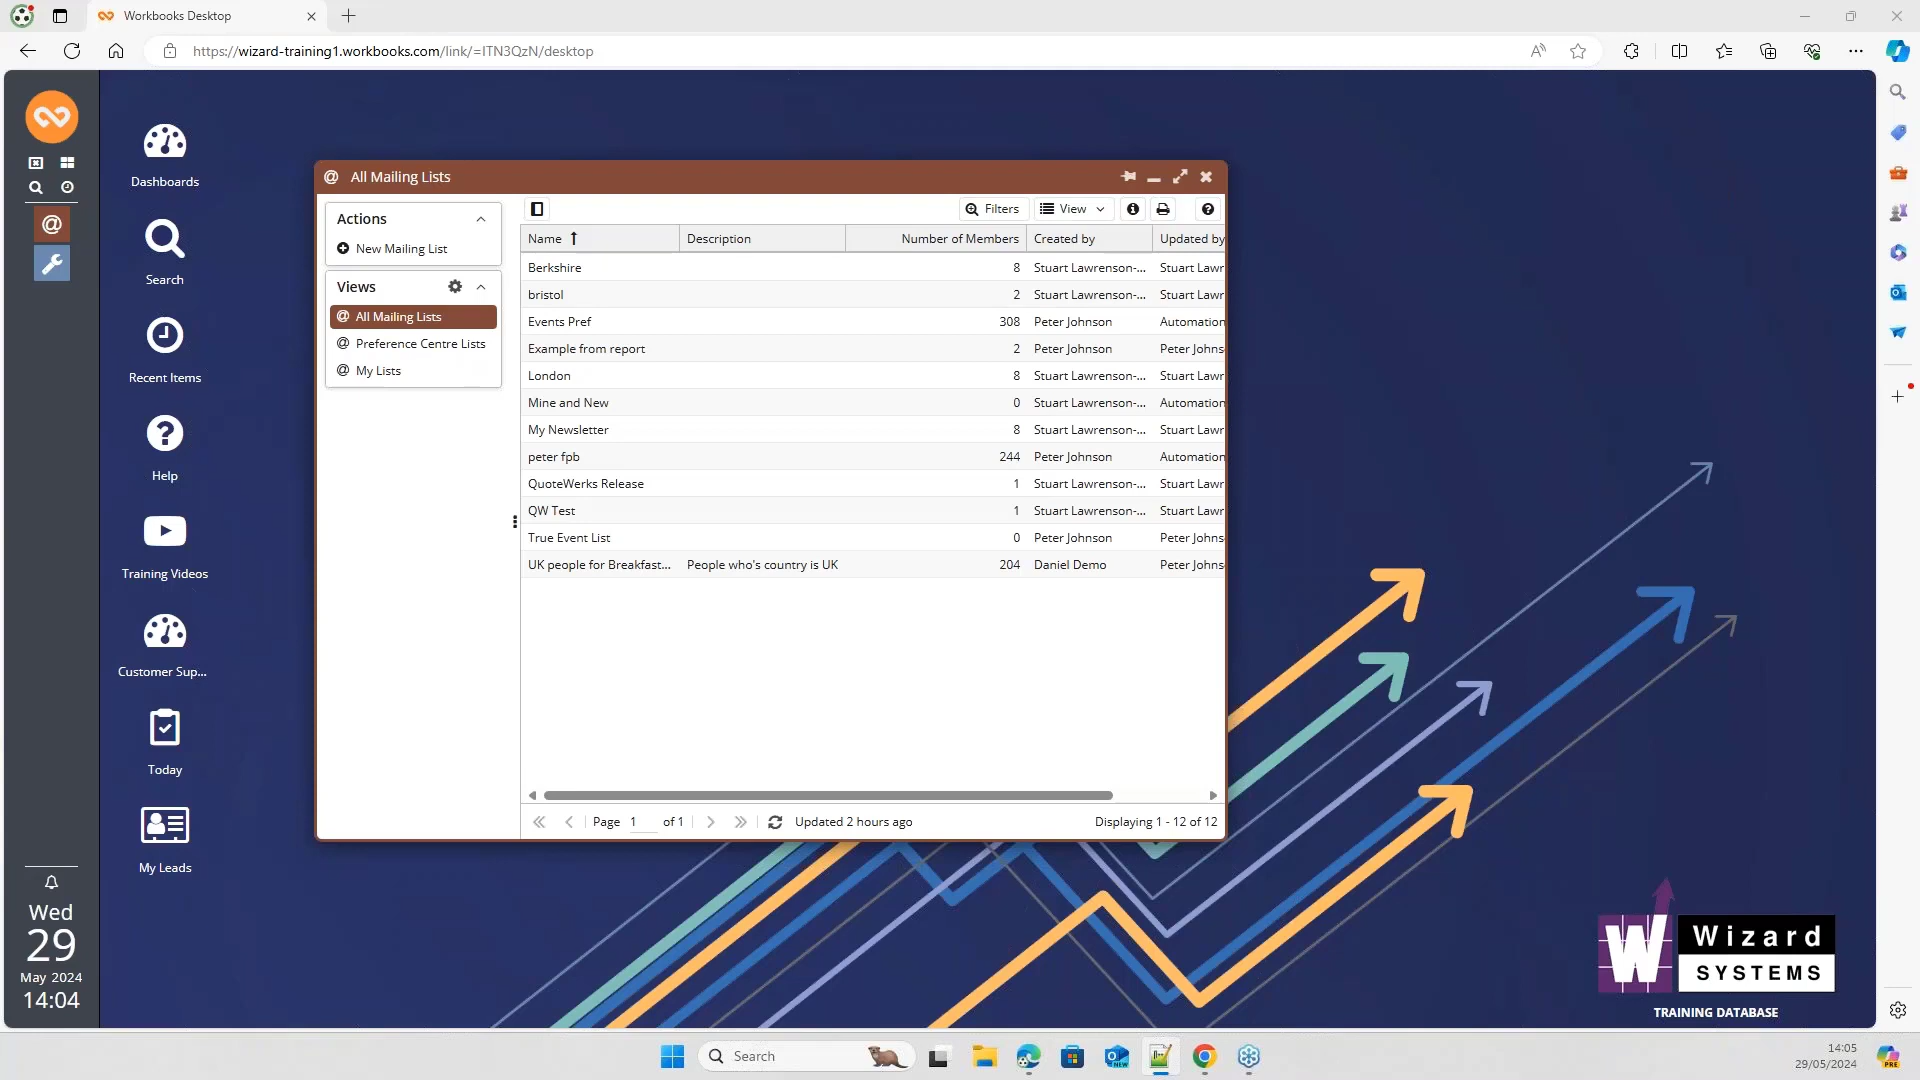 Workbooks Desktop
https://wizard-training1.workbooks.com/link/=ITN3QzN/desktop
Dashboards
Search
Recent Items
Help
Training Videos
Customer Sup...
Today
My Leads
Wed
29
May 2024
14:04
@ All Mailing Lists
Actions
New Mailing List
Views
@ All Mailing Lists
@ Preference Centre Lists
@ My Lists
Filters
View
Name Description Number of Members Created by Updated by
Berkshire 8 Stuart Lawrenson-... Stuart Lawr
bristol 2 Stuart Lawrenson-... Stuart Lawr
Events Pref 308 Peter Johnson Automation
Example from report 2 Peter Johnson Peter Johns
London 8 Stuart Lawrenson-... Stuart Lawr
Mine and New 0 Stuart Lawrenson-... Automation
My Newsletter 8 Stuart Lawrenson-... Stuart Lawr
peter fpb 244 Peter Johnson Automation
QuoteWerks Release 1 Stuart Lawrenson-... Stuart Lawr
QW Test 1 Stuart Lawrenson-... Stuart Lawr
True Event List 0 Peter Johnson Peter Johns
UK people for Breakfast... People who's country is UK 204 Daniel Demo Peter Johns
Page 1 of 1 Updated 2 hours ago Displaying 1 - 12 of 12
W Wizard
SYSTEMS
TRAINING DATABASE
Search
14:05
29/05/2024